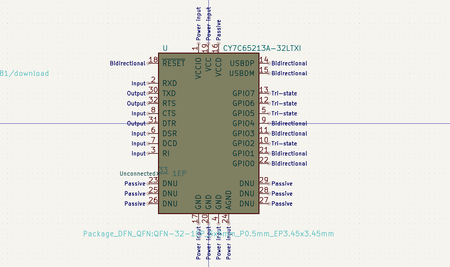 Power Input
Power Input
Passive
1
19
16
U
CY7C65213A-32LTXI
VCCIO
VCC
VCCD
Bidirectional 18 RESET
USBDP 14 Bidirectional
USBDM 15 Bidirectional
B1/download
Input 2 RXD
Output 30 TXD
GPIO7 13 Tri-state
Output 32 RTS
GPIO6 12 Tri-state
Input 8 CTS
GPIO5 5 Tri-state
Output 31 DTR
GPIO4 9 Bidirectional
Input 6 DSR
GPIO3 11 Bidirectional
Input 7 DCD
GPIO2 10 Tri-state
Input 3 RI
GPIO1 21 Bidirectional
GPIO0 22 Bidirectional
Unconnected 33 EP
Passive 23 DNU
DNU 29 Passive
Passive 25 DNU
DNU 28 Passive
Passive 26 DNU
DNU 27 Passive
GND
GND
GND
AGND
17
20
4
24
Package_DFN_QFN:QFN-32-1 P0.5mm_EP3.45x3.45mm
Power Input
Power Input
Power Input
Power Input